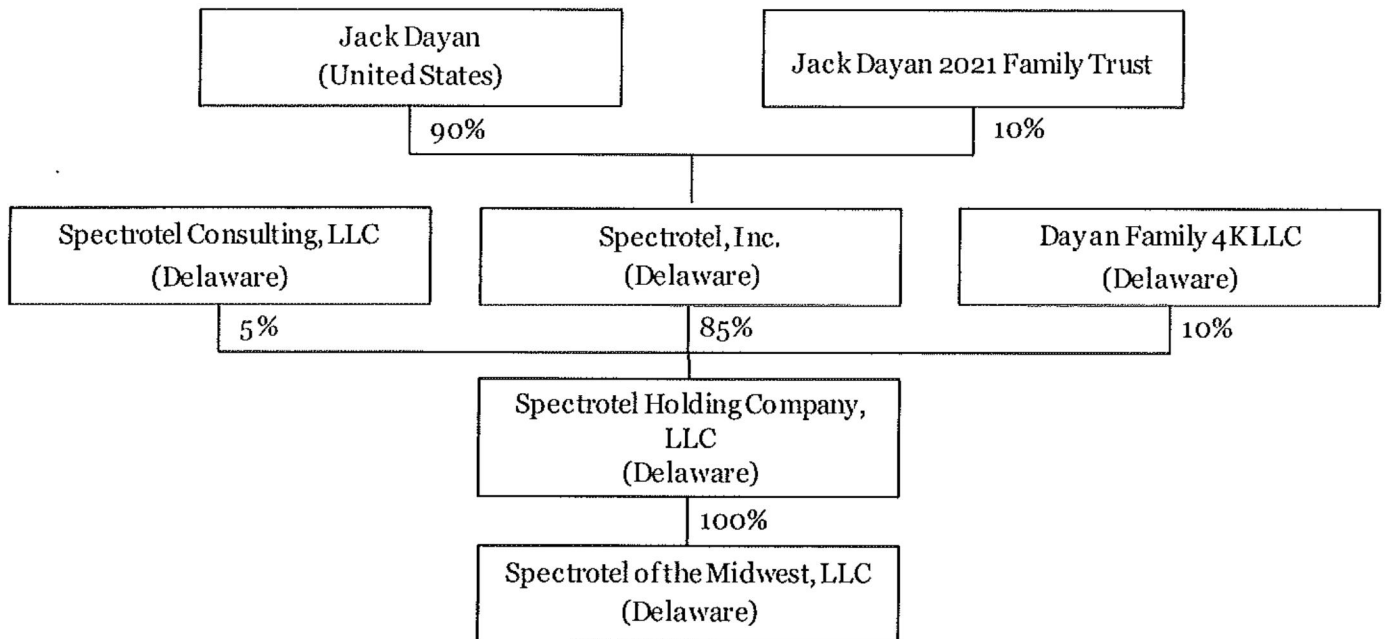 Jack Dayan
(United States)
Jack Dayan 2021 Family Trust
90%
10%
Spectrotel Consulting, LLC
(Delaware)
Spectrotel, Inc.
(Delaware)
Dayan Family 4K LLC
(Delaware)
5%
85%
10%
Spectrotel Holding Company,
LLC
(Delaware)
100%
Spectrotel of the Midwest, LLC
(Delaware)